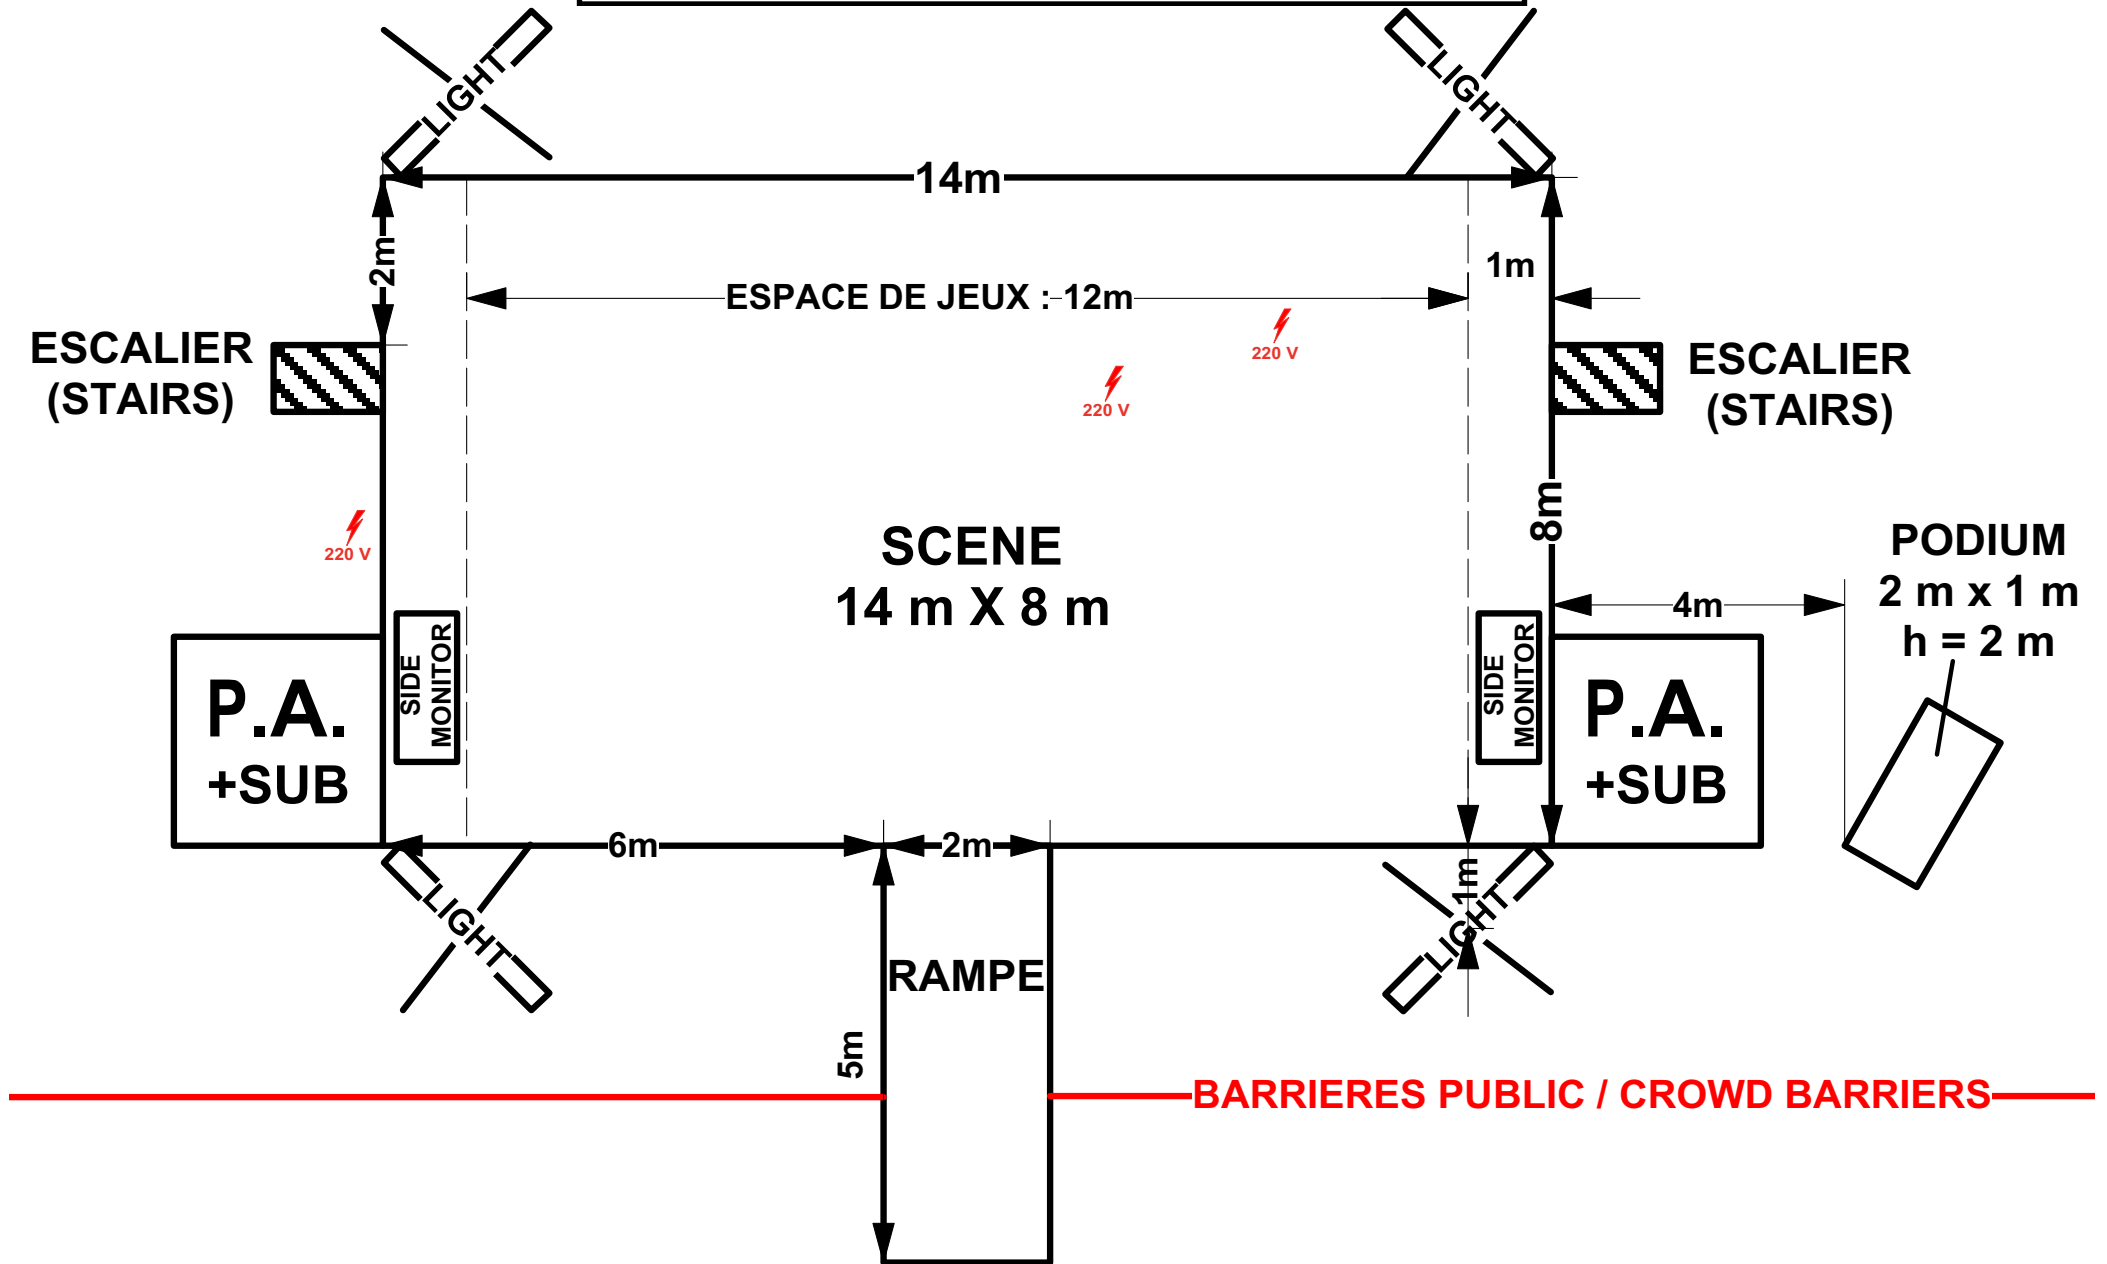 LIGHT
LIGHT
14m
2m
1m
ESPACE DE JEUX : 12m
220 V
ESCALIER
(STAIRS)
ESCALIER
(STAIRS)
220 V
8m
220 V
SCENE
14 m X 8 m
PODIUM
2 m x 1 m
h = 2 m
4m
SIDE
MONITOR
SIDE
MONITOR
P.A.
+SUB
P.A.
+SUB
6m
2m
1m
LIGHT
LIGHT
RAMPE
5m
BARRIERES PUBLIC / CROWD BARRIERS